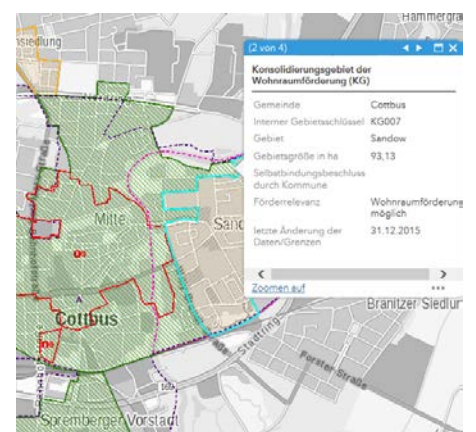 Hammergra
nsiedlung
(2 von 4)
Konsolidierungsgebiet der
Wohnraumförderung (KG)
Gemeinde Cottbus
Interner Gebietsschlüssel KG007
Gebiet Sandow
Gebietsgröße in ha 93,13
Selbstbindungsbeschluss
durch Kommune
Förderrelevanz Wohnraumförderung
möglich
letzte Änderung der 31.12.2015
Daten/Grenzen
Zoomen auf
Mitte
Sand
Branitzer Siedlur
Cottbus
Stadtring
Forster Straße
Spremberger Vorstadt